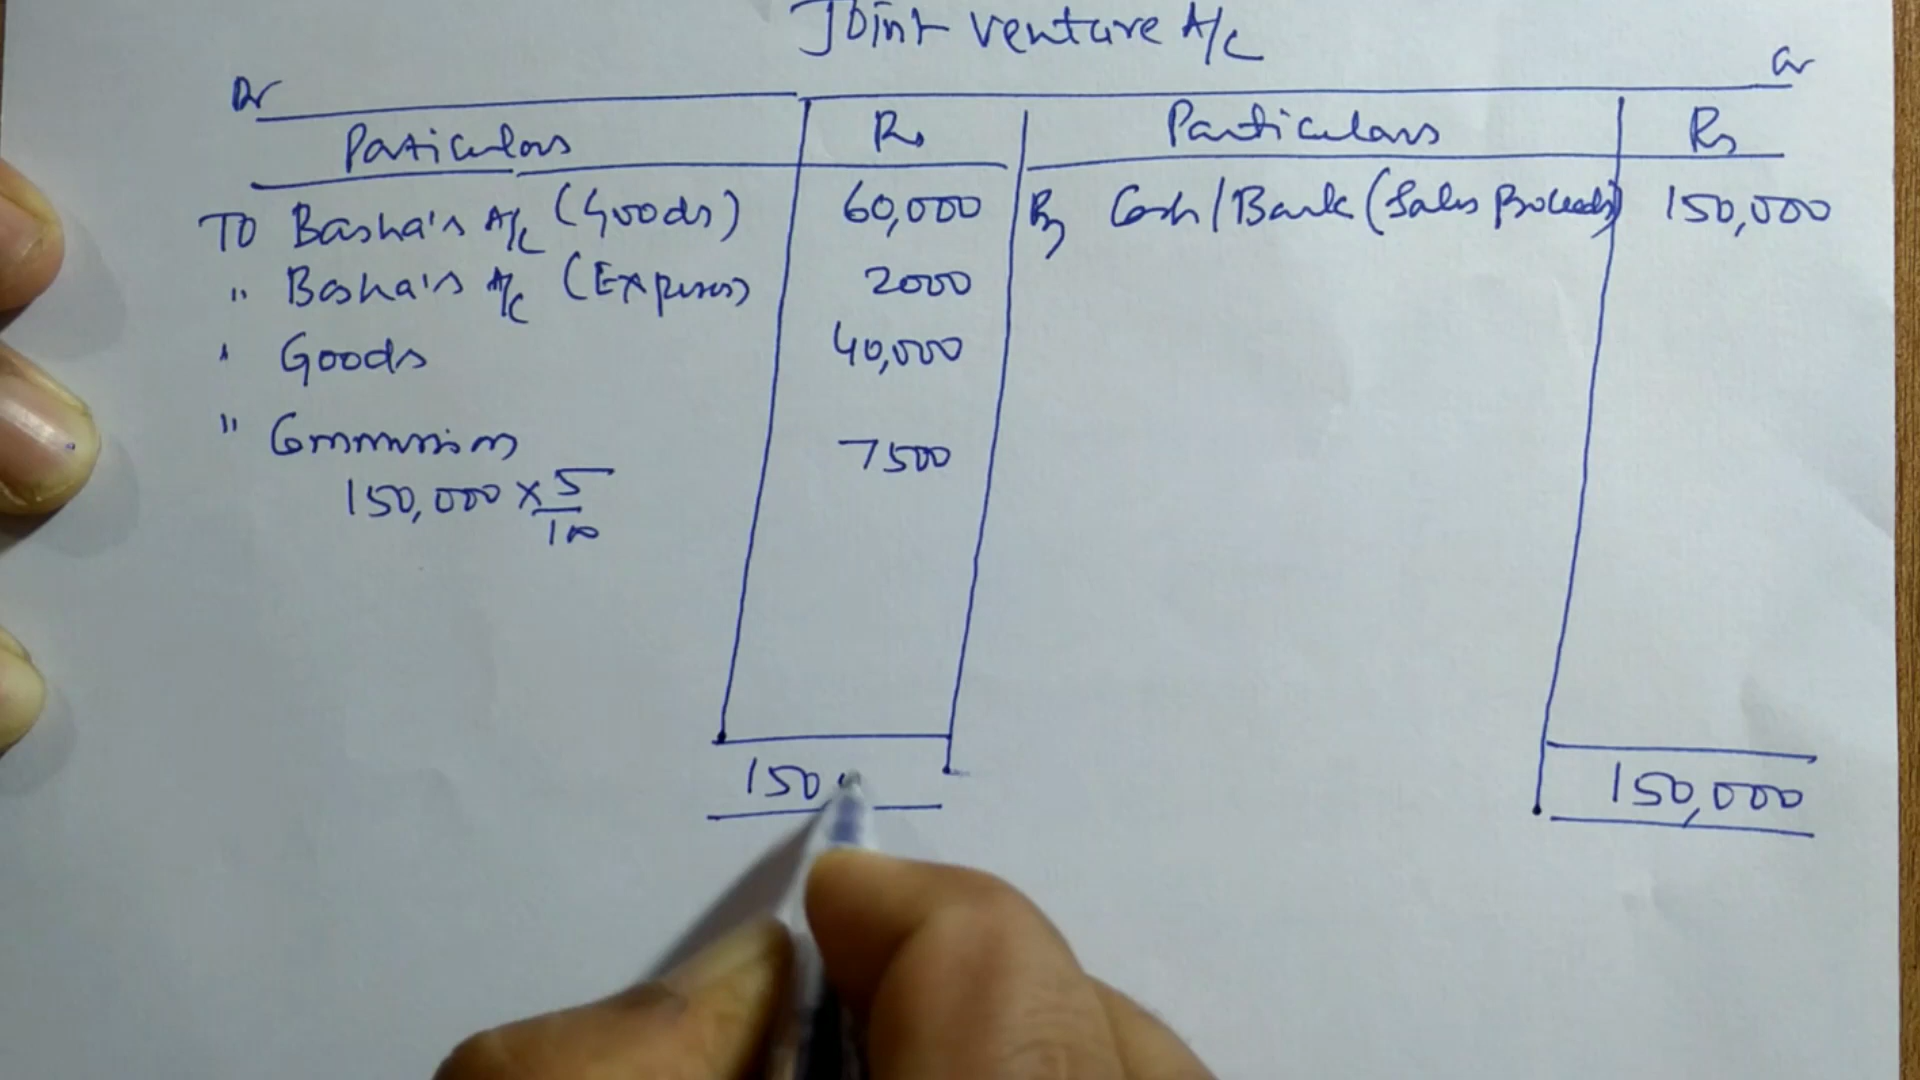 Joint venture A/c
Dr Cr
Paticulars Rs Particulars Rs
TO Basha's A/c (Goods) 60,000 By Cash/Bank (Sales Proceeds) 150,000
" Basha's A/c (Expenses) 2000
" Goods 40,000
" Commission 7500
150,000 × 5/100
150 150,000